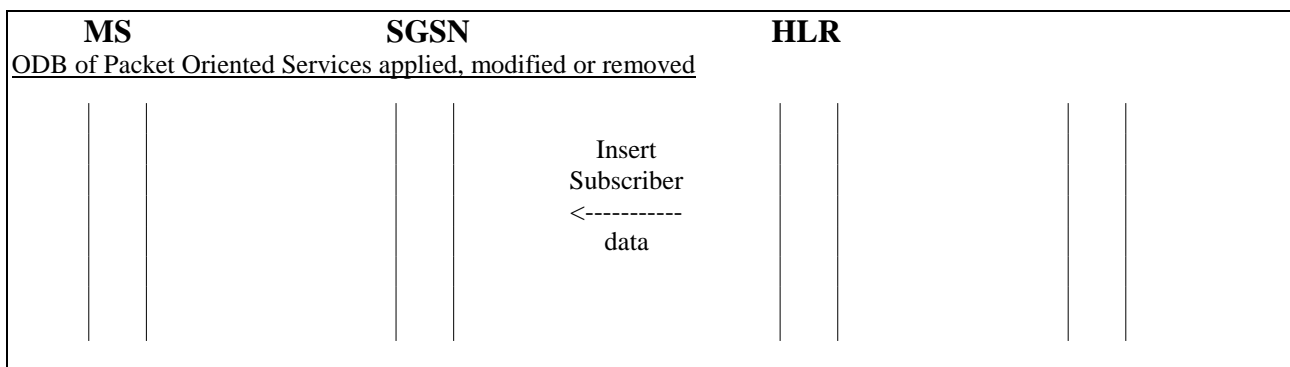 MS SGSN HLR
ODB of Packet Oriented Services applied, modified or removed
Insert
Subscriber
<-----------
data